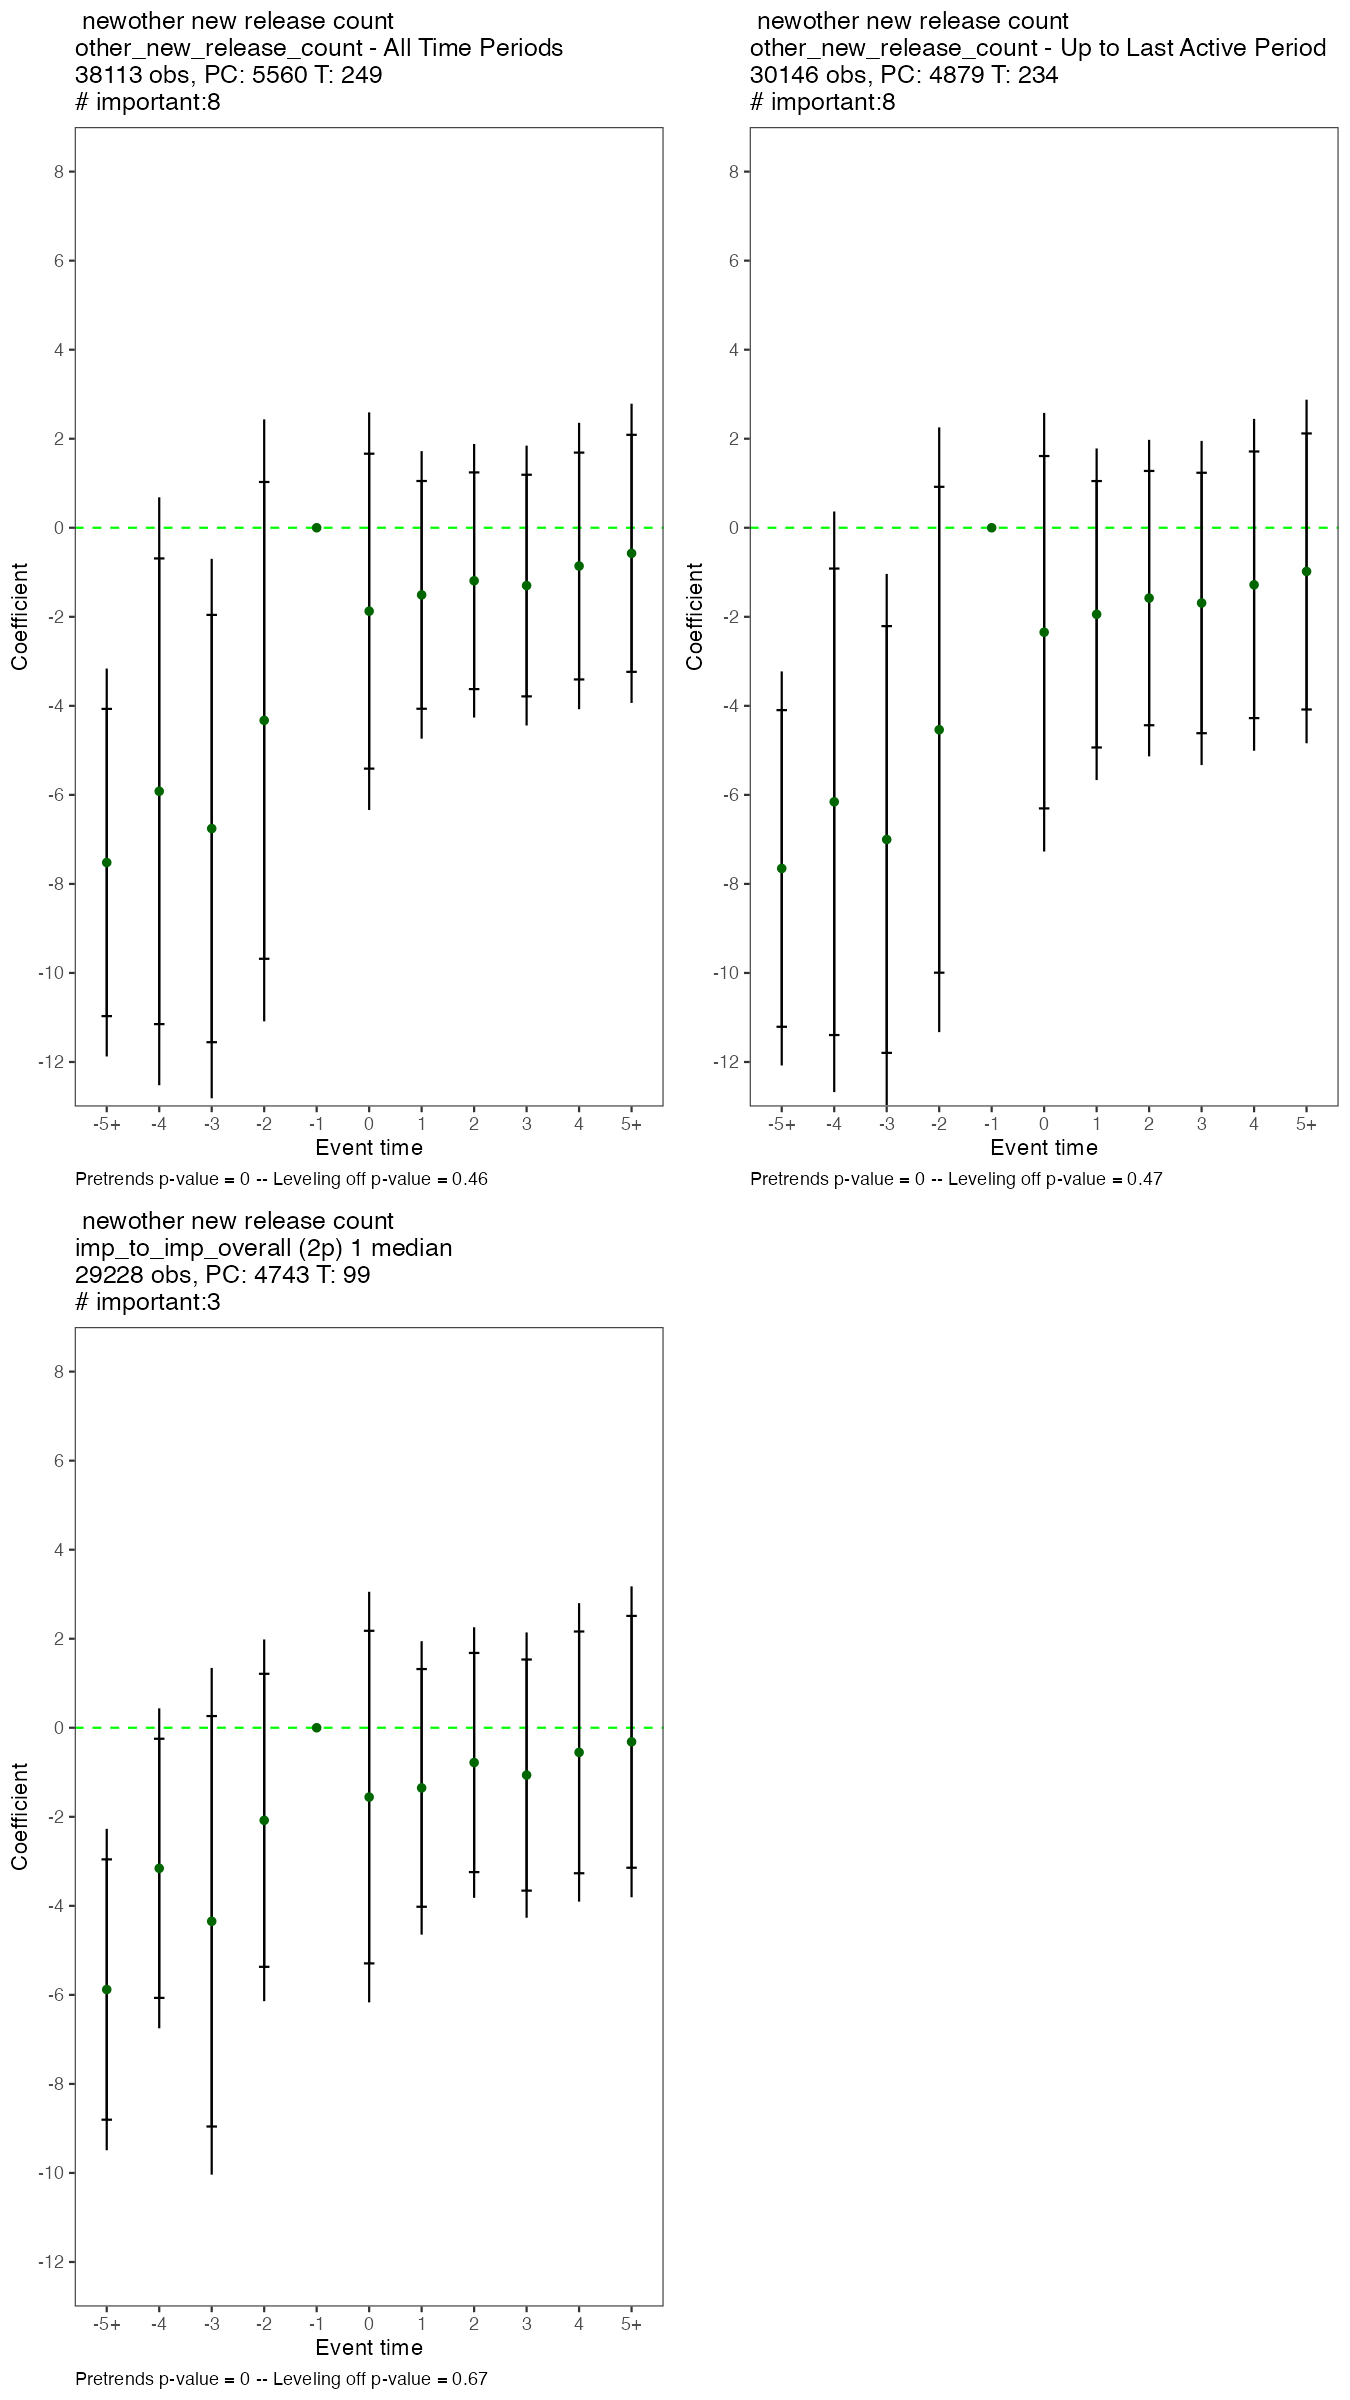 newother new release count
other_new_release_count - All Time Periods
38113 obs, PC: 5560 T: 249
# important:8
8
6
4
2
0
-2
-4
-6
-8
-10
-12
Coefficient
-5+ -4 -3 -2 -1 0 1 2 3 4 5+
Event time
Pretrends p-value = 0 -- Leveling off p-value = 0.46
newother new release count
other_new_release_count - Up to Last Active Period
30146 obs, PC: 4879 T: 234
# important:8
8
6
4
2
0
-2
-4
-6
-8
-10
-12
Coefficient
-5+ -4 -3 -2 -1 0 1 2 3 4 5+
Event time
Pretrends p-value = 0 -- Leveling off p-value = 0.47
newother new release count
imp_to_imp_overall (2p) 1 median
29228 obs, PC: 4743 T: 99
# important:3
8
6
4
2
0
-2
-4
-6
-8
-10
-12
Coefficient
-5+ -4 -3 -2 -1 0 1 2 3 4 5+
Event time
Pretrends p-value = 0 -- Leveling off p-value = 0.67